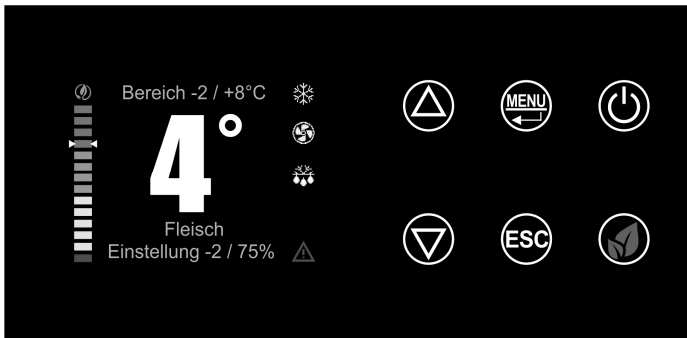 Bereich -2 / +8°C
4°
Fleisch
Einstellung -2 / 75%
MENU
ESC